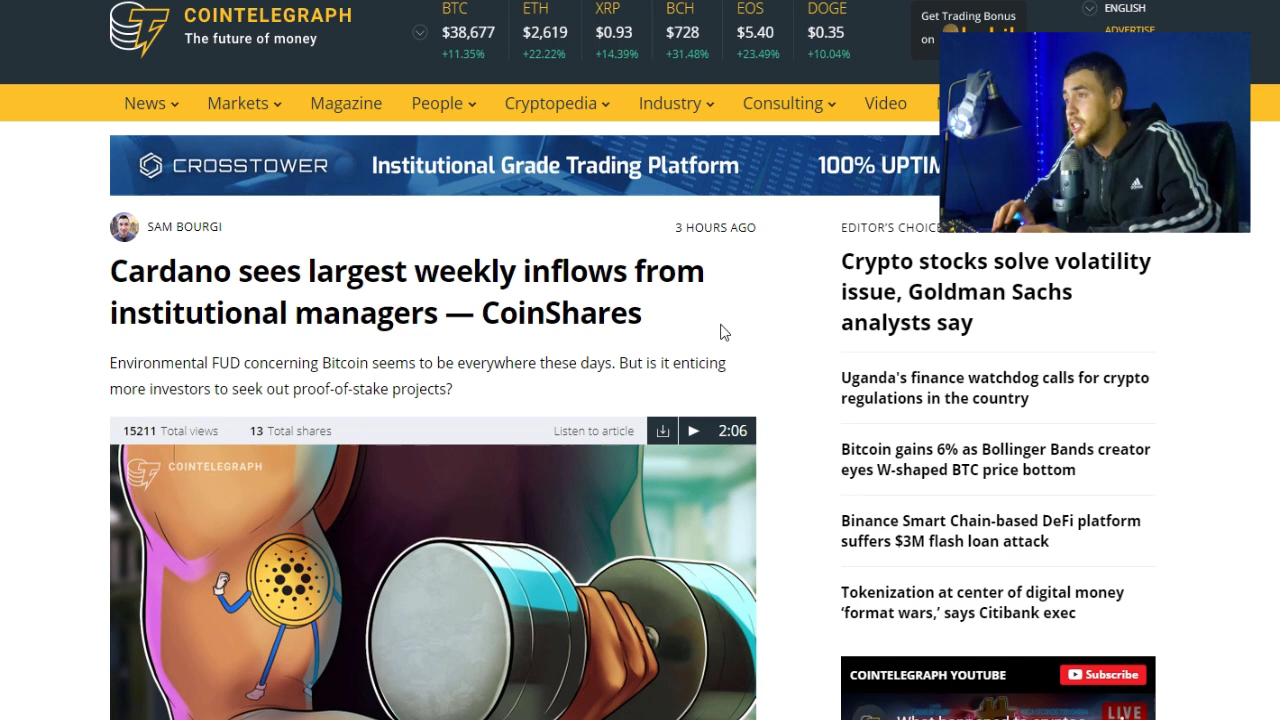 COINTELEGRAPH
The future of money
BTC
$38,677
+11.35%
ETH
$2,619
+22.22%
XRP
$0.93
+14.39%
BCH
$728
+31.48%
EOS
$5.40
+23.49%
DOGE
$0.35
+10.04%
Get Trading Bonus
on
ENGLISH
ADVERTISE
News
Markets
Magazine
People
Cryptopedia
Industry
Consulting
Video
CROSSTOWER
Institutional Grade Trading Platform
100%
SAM BOURGI
3 HOURS AGO
Cardano sees largest weekly inflows from
institutional managers — CoinShares
Environmental FUD concerning Bitcoin seems to be everywhere these days. But is it enticing
more investors to seek out proof-of-stake projects?
15211 Total views
13 Total shares
Listen to article
2:06
COINTELEGRAPH
EDITOR'S CHOICE
Crypto stocks solve volatility
issue, Goldman Sachs
analysts say
Uganda's finance watchdog calls for crypto
regulations in the country
Bitcoin gains 6% as Bollinger Bands creator
eyes W-shaped BTC price bottom
Binance Smart Chain-based DeFi platform
suffers $3M flash loan attack
Tokenization at center of digital money
‘format wars,’ says Citibank exec
COINTELEGRAPH YOUTUBE
Subscribe
LIVE